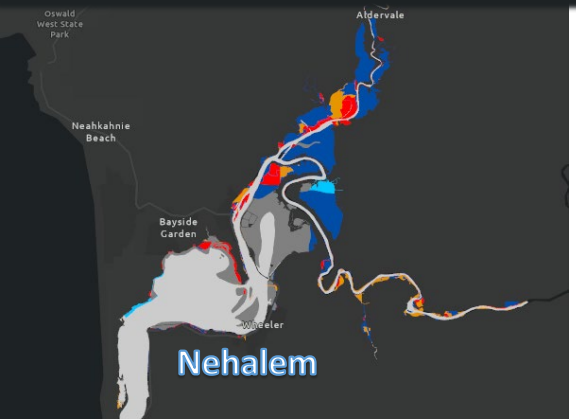 Oswald
West State
Park
Aldervale
Neahkahnie
Beach
Bayside
Garden
Wheeler
Nehalem